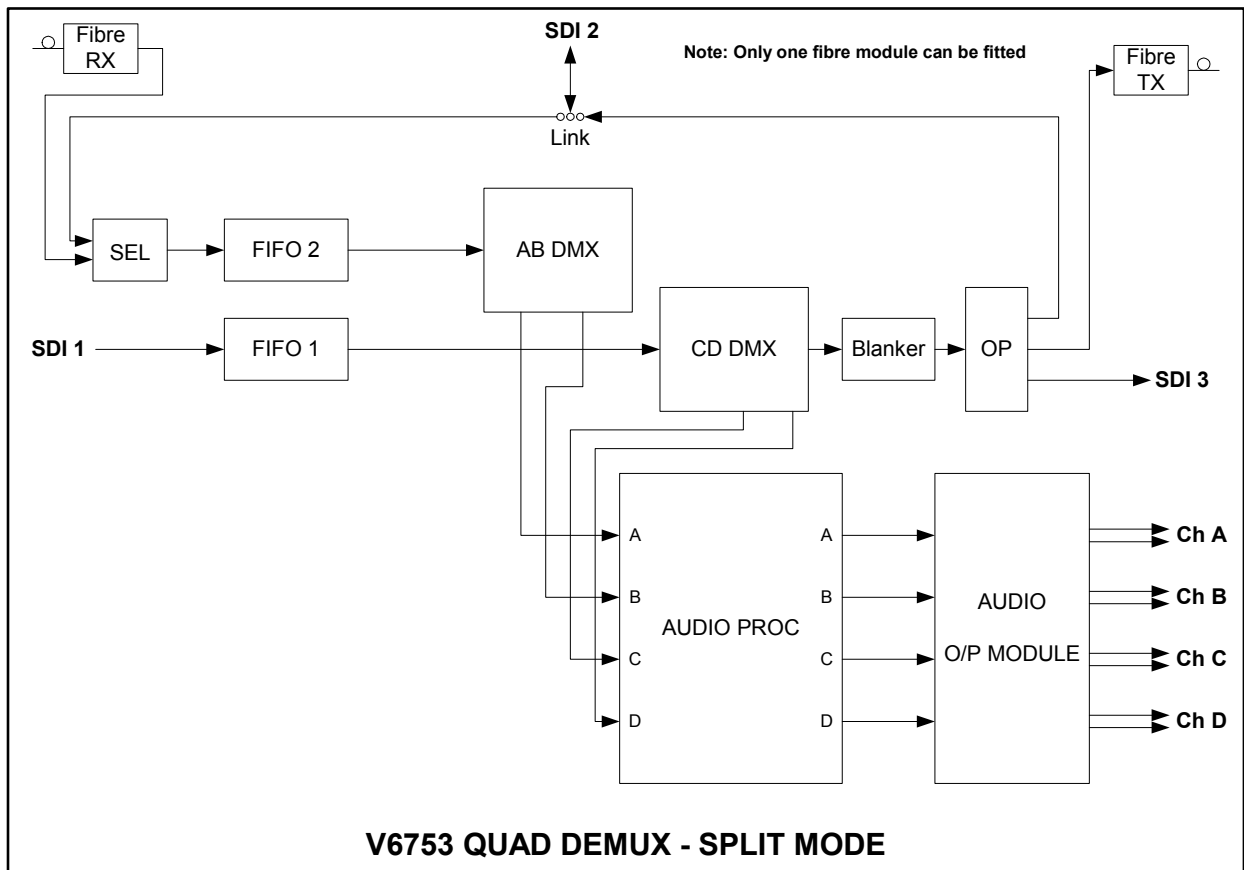 Fibre
RX
SDI 2
Note: Only one fibre module can be fitted
Fibre
TX
Link
SEL
FIFO 2
AB DMX
SDI 1
FIFO 1
CD DMX
Blanker
OP
SDI 3
A
A
Ch A
B
B
AUDIO
Ch B
AUDIO PROC
C
C
O/P MODULE
Ch C
D
D
Ch D
V6753 QUAD DEMUX - SPLIT MODE